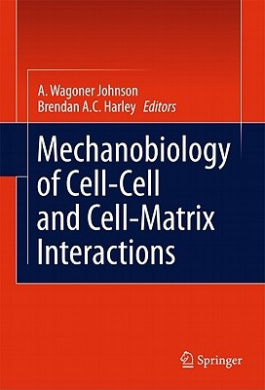 A. Wagoner Johnson
Brendan A.C. Harley Editors
Mechanobiology
of Cell-Cell
and Cell-Matrix
Interactions
Springer